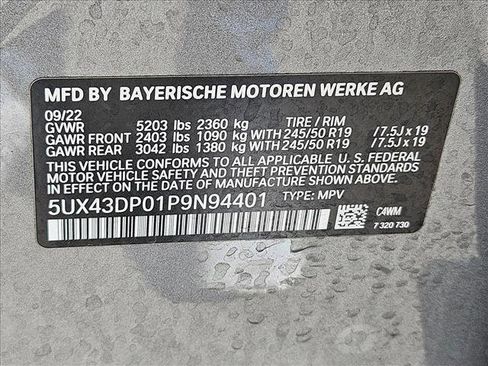 MFD BY BAYERISCHE MOTOREN WERKE AG
09/22
GVWR 5203 lbs 2360 kg TIRE / RIM
GAWR FRONT 2403 lbs 1090 kg WITH 245/50 R19 / 7.5J x 19
GAWR REAR 3042 lbs 1380 kg WITH 245/50 R19 / 7.5J x 19
THIS VEHICLE CONFORMS TO ALL APPLICABLE U. S. FEDERAL
MOTOR VEHICLE SAFETY AND THEFT PREVENTION STANDARDS
IN EFFECT ON THE DATE OF MANUFACTURE SHOWN ABOVE.
5UX43DP01P9N94401 TYPE: MPV
C4WM
7 320 730